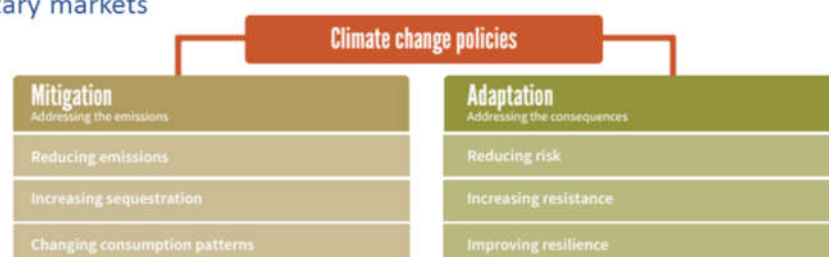 tary markets
Climate change policies
Mitigation
Addressing the emissions
Reducing emissions
Increasing sequestration
Changing consumption patterns
Adaptation
Addressing the consequences
Reducing risk
Increasing resistance
Improving resilience